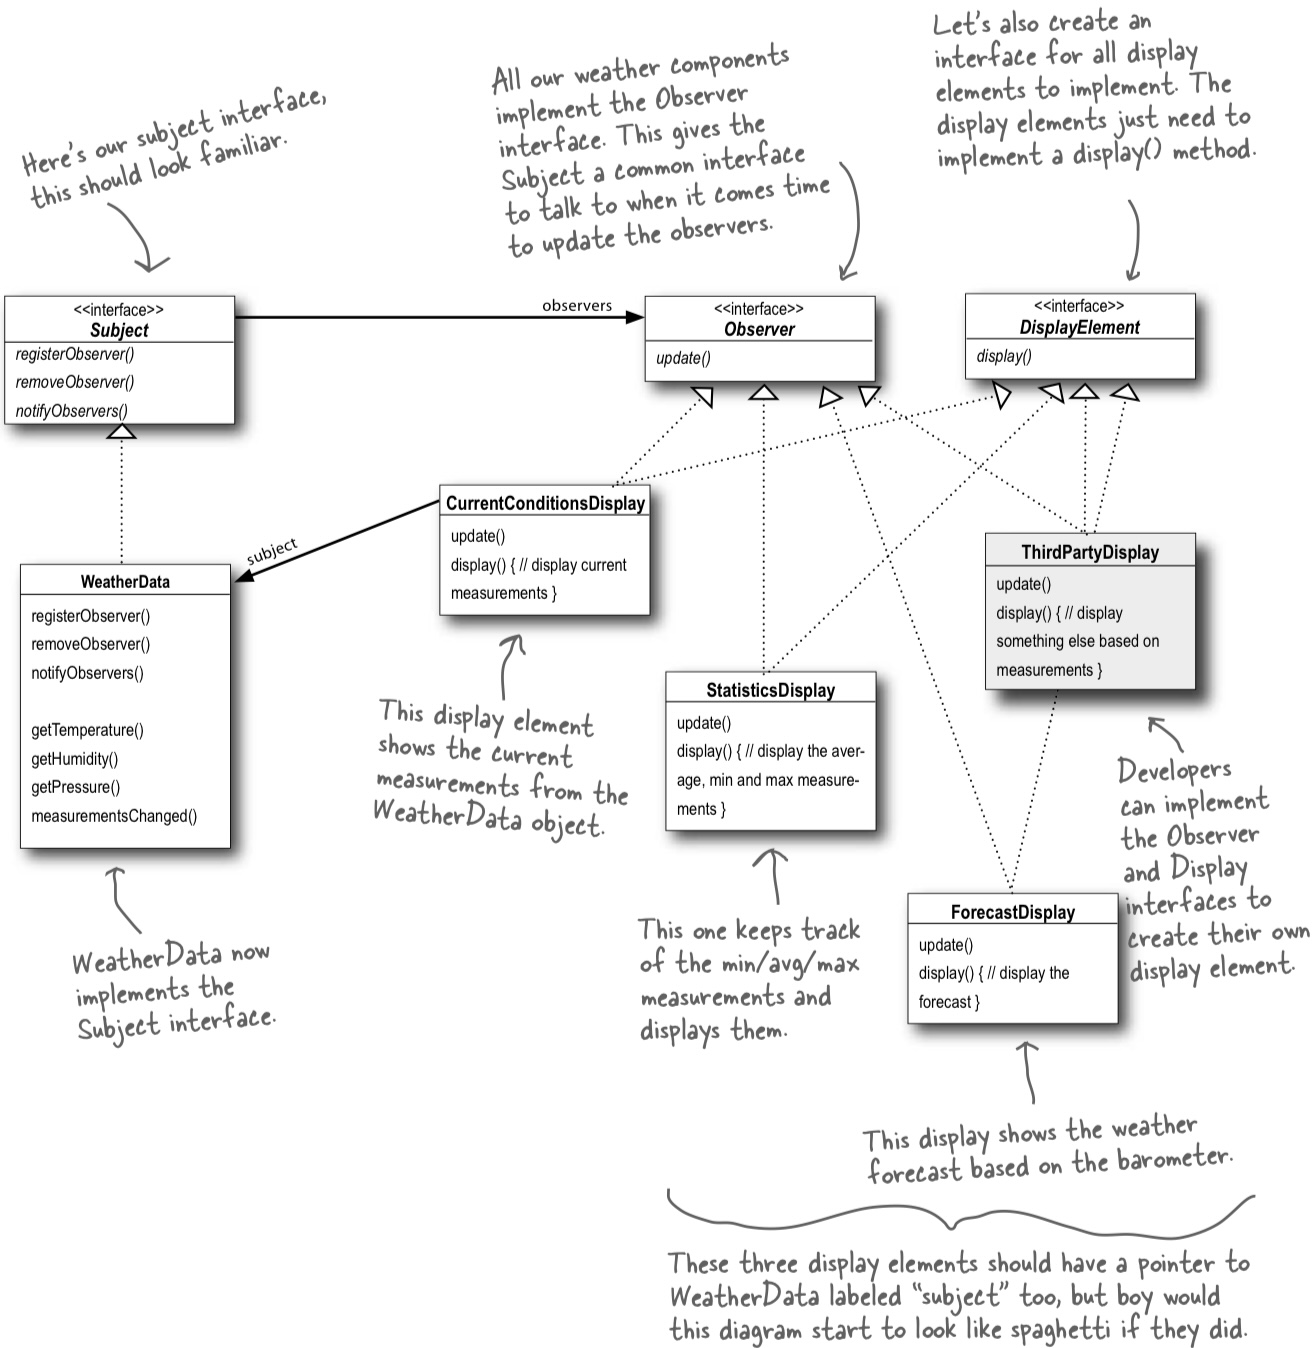 Here's our subject interface,
this should look familiar.
All our weather components
implement the Observer
interface. This gives the
Subject a common interface
to talk to when it comes time
to update the observers.
Let's also create an
interface for all display
elements to implement. The
display elements just need to
implement a display() method.
<<interface>>
Subject
registerObserver()
removeObserver()
notifyObservers()
observers
<<interface>>
Observer
update()
<<interface>>
DisplayElement
display()
subject
WeatherData
registerObserver()
removeObserver()
notifyObservers()
getTemperature()
getHumidity()
getPressure()
measurementsChanged()
WeatherData now
implements the
Subject interface.
CurrentConditionsDisplay
update()
display() { // display current
measurements }
This display element
shows the current
measurements from the
WeatherData object.
StatisticsDisplay
update()
display() { // display the aver-
age, min and max measure-
ments }
This one keeps track
of the min/avg/max
measurements and
displays them.
ThirdPartyDisplay
update()
display() { // display
something else based on
measurements }
Developers
can implement
the Observer
and Display
interfaces to
create their own
display element.
ForecastDisplay
update()
display() { // display the
forecast }
This display shows the weather
forecast based on the barometer.
These three display elements should have a pointer to
WeatherData labeled "subject" too, but boy would
this diagram start to look like spaghetti if they did.